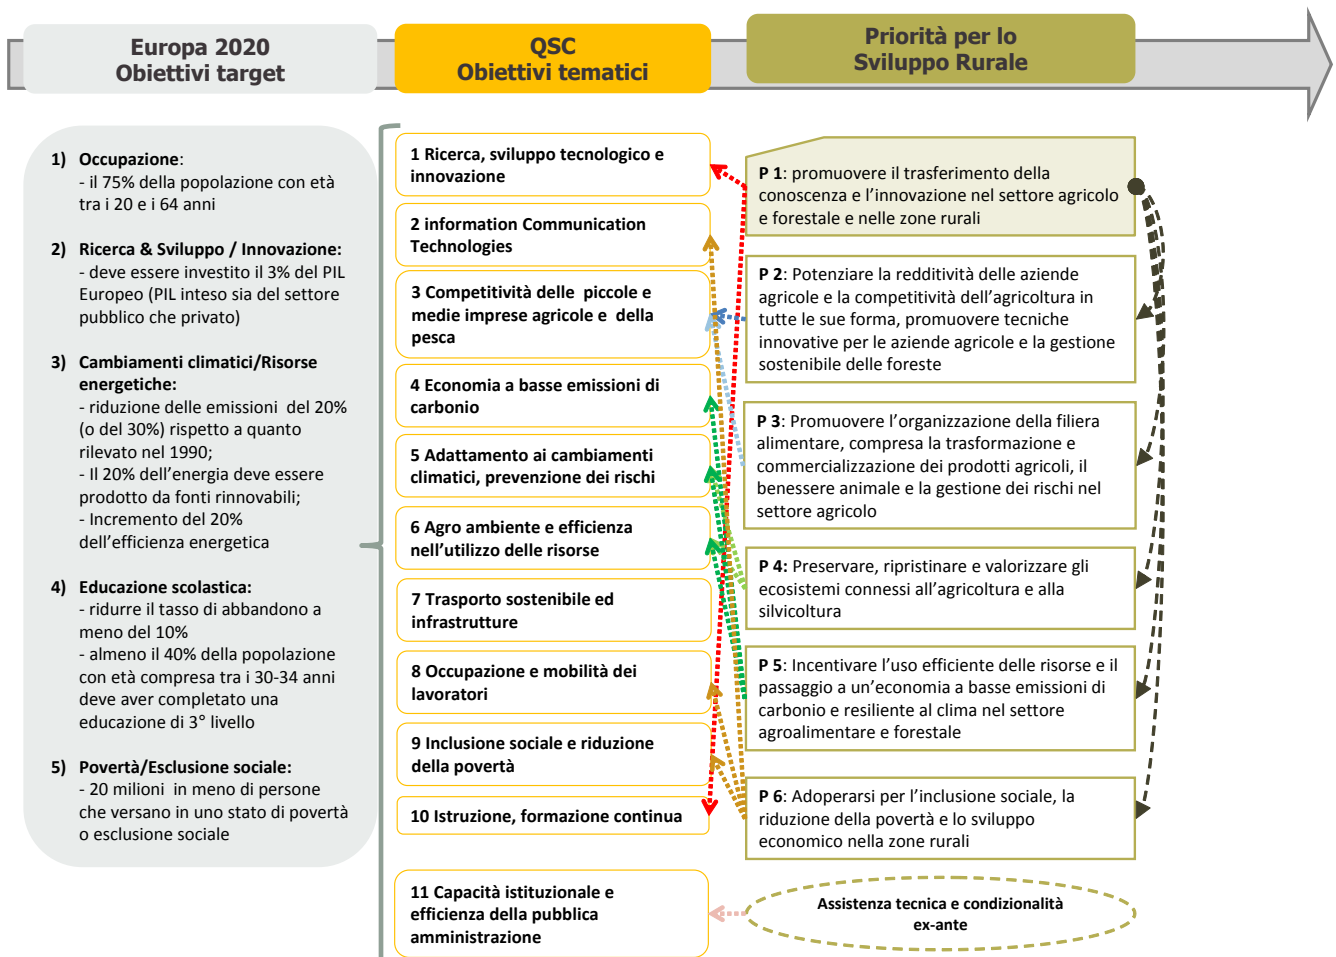 Europa 2020
Obiettivi target
QSC
Obiettivi tematici
Priorità per lo
Sviluppo Rurale
1) Occupazione:
- il 75% della popolazione con età
tra i 20 e i 64 anni
2) Ricerca & Sviluppo / Innovazione:
- deve essere investito il 3% del PIL
Europeo (PIL inteso sia del settore
pubblico che privato)
3) Cambiamenti climatici/Risorse
energetiche:
- riduzione delle emissioni del 20%
(o del 30%) rispetto a quanto
rilevato nel 1990;
- Il 20% dell'energia deve essere
prodotto da fonti rinnovabili;
- Incremento del 20%
dell'efficienza energetica
4) Educazione scolastica:
- ridurre il tasso di abbandono a
meno del 10%
- almeno il 40% della popolazione
con età compresa tra i 30-34 anni
deve aver completato una
educazione di 3° livello
5) Povertà/Esclusione sociale:
- 20 milioni in meno di persone
che versano in uno stato di povertà
o esclusione sociale
1 Ricerca, sviluppo tecnologico e
innovazione
2 information Communication
Technologies
3 Competitività delle piccole e
medie imprese agricole e della
pesca
4 Economia a basse emissioni di
carbonio
5 Adattamento ai cambiamenti
climatici, prevenzione dei rischi
6 Agro ambiente e efficienza
nell'utilizzo delle risorse
7 Trasporto sostenibile ed
infrastrutture
8 Occupazione e mobilità dei
lavoratori
9 Inclusione sociale e riduzione
della povertà
10 Istruzione, formazione continua
11 Capacità istituzionale e
efficienza della pubblica
amministrazione
P 1: promuovere il trasferimento della
conoscenza e l'innovazione nel settore agricolo
e forestale e nelle zone rurali
P 2: Potenziare la redditività delle aziende
agricole e la competitività dell'agricoltura in
tutte le sue forma, promuovere tecniche
innovative per le aziende agricole e la gestione
sostenibile delle foreste
P 3: Promuovere l'organizzazione della filiera
alimentare, compresa la trasformazione e
commercializzazione dei prodotti agricoli, il
benessere animale e la gestione dei rischi nel
settore agricolo
P 4: Preservare, ripristinare e valorizzare gli
ecosistemi connessi all'agricoltura e alla
silvicoltura
P 5: Incentivare l'uso efficiente delle risorse e il
passaggio a un'economia a basse emissioni di
carbonio e resiliente al clima nel settore
agroalimentare e forestale
P 6: Adoperarsi per l'inclusione sociale, la
riduzione della povertà e lo sviluppo
economico nella zone rurali
Assistenza tecnica e condizionalità
ex-ante